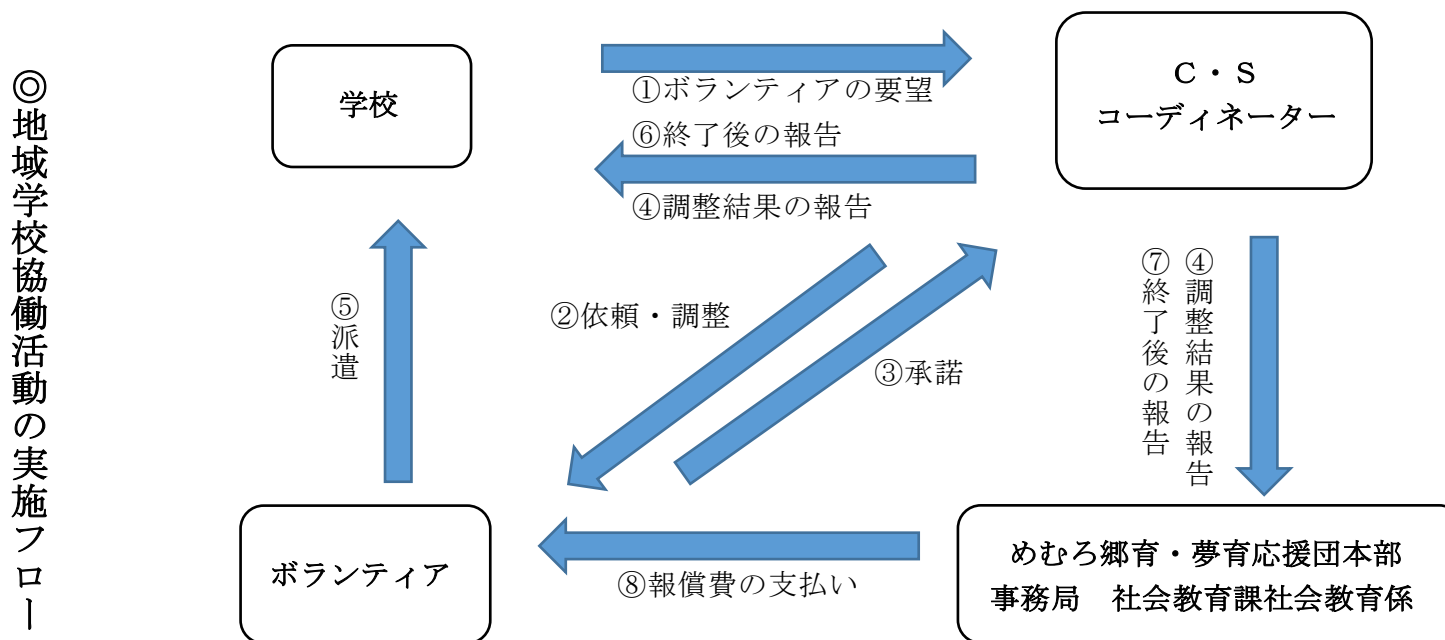 ◎地域学校協働活動の実施フロー
学校
C・S
コーディネーター
①ボランティアの要望
⑥終了後の報告
④調整結果の報告
②依頼・調整
③承諾
④調整結果の報告
⑦終了後の報告
⑤派遣
ボランティア
⑧報償費の支払い
めむろ郷育・夢育応援団本部
事務局　社会教育課社会教育係